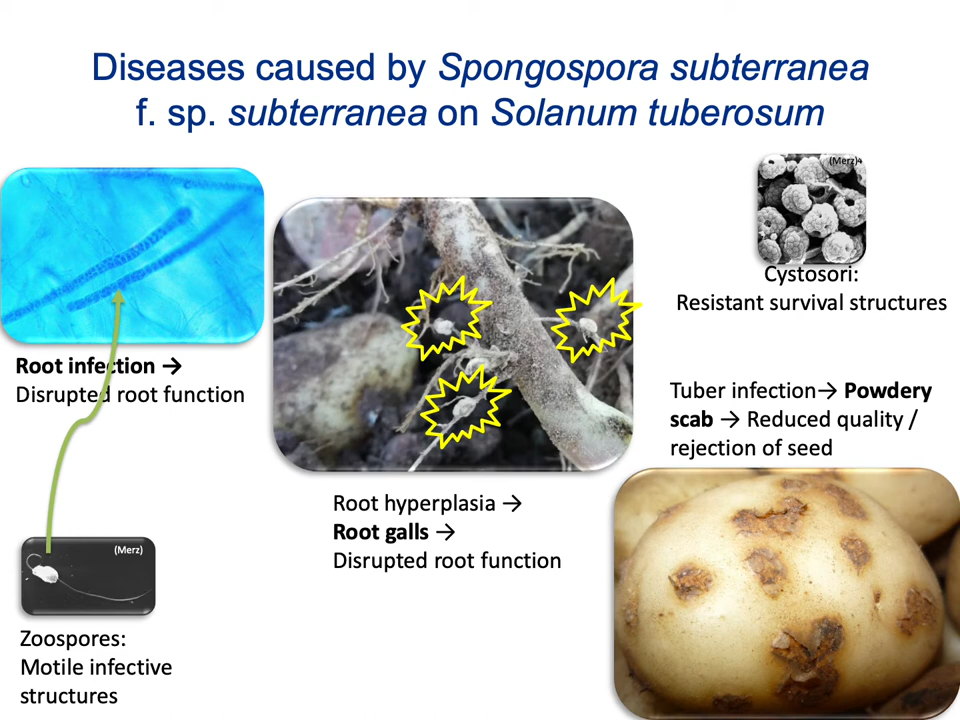 Diseases caused by Spongospora subterranea
f. sp. subterranea on Solanum tuberosum
(Merz)4
Cystosori:
Resistant survival structures
Root infection →
Disrupted root function
Tuber infection→ Powdery
scab → Reduced quality /
rejection of seed
Root hyperplasia →
Root galls →
Disrupted root function
(Merz)
Zoospores:
Motile infective
structures